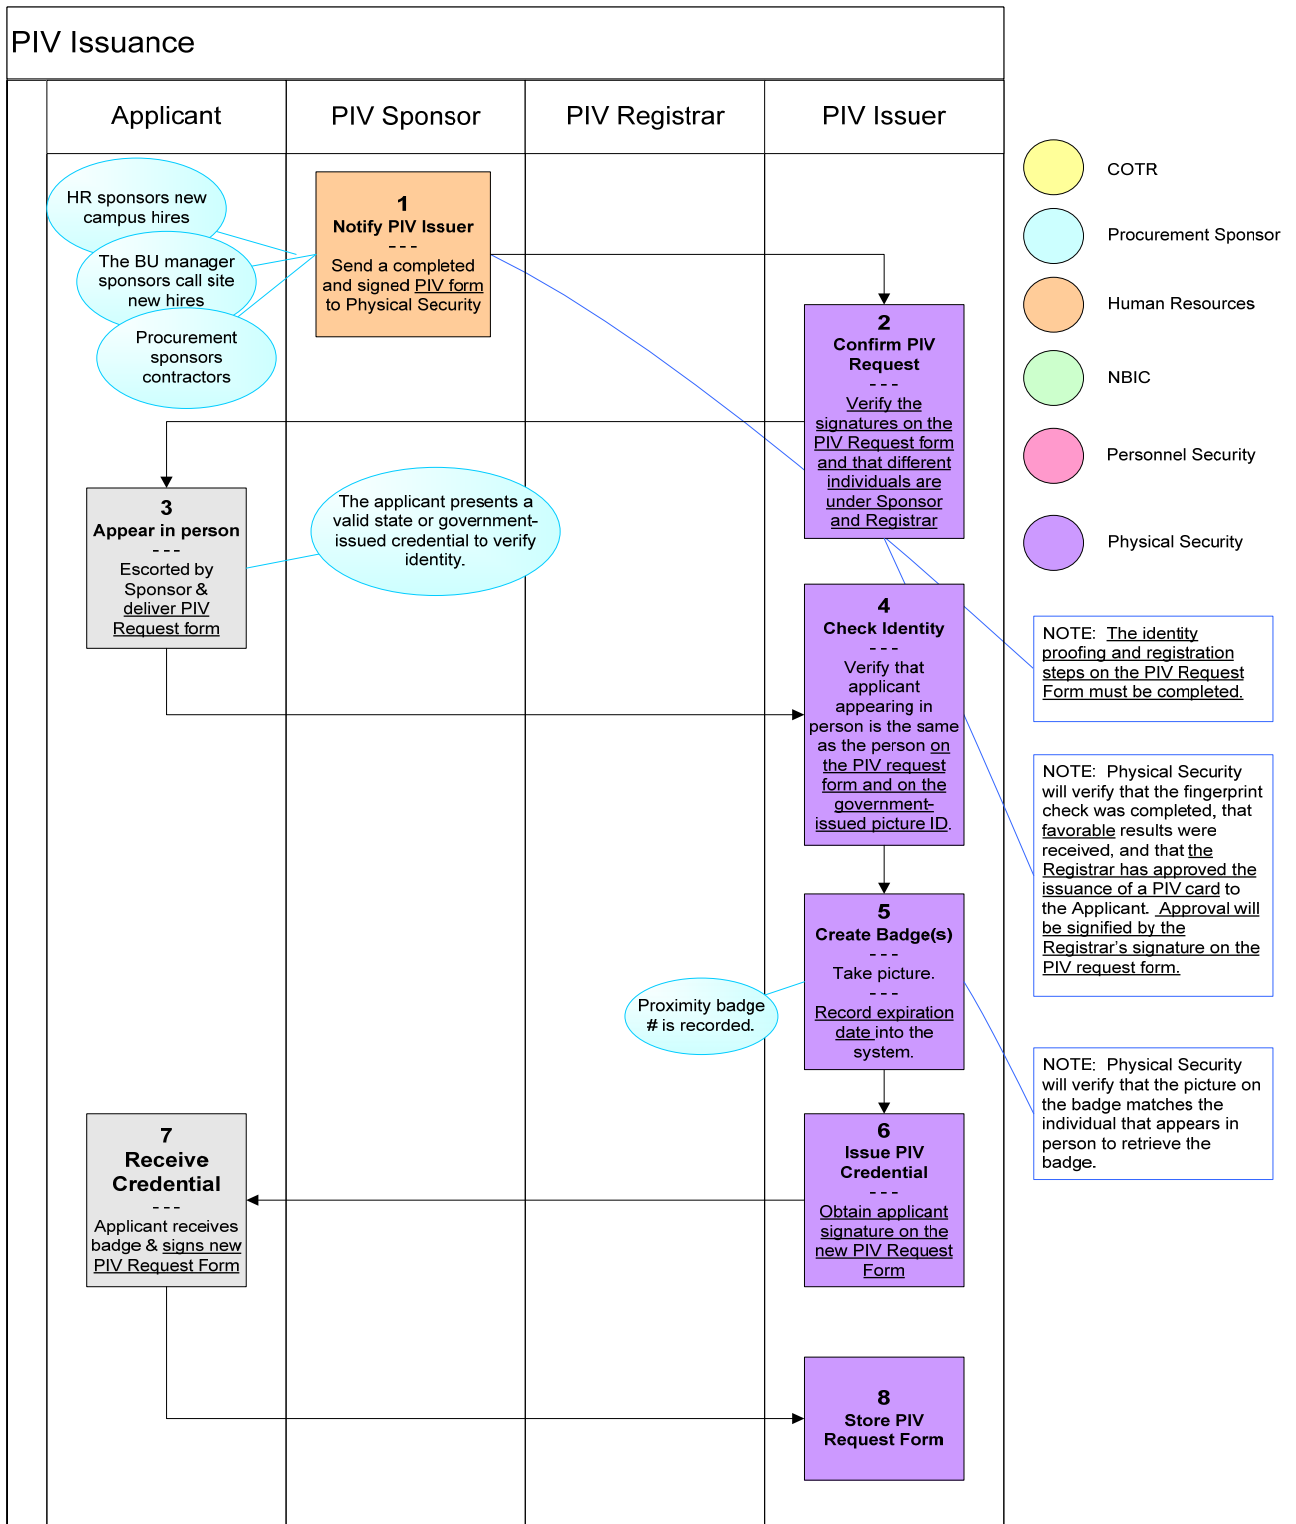 PIV Issuance
Applicant
PIV Sponsor
PIV Registrar
PIV Issuer
HR sponsors new
campus hires
The BU manager
sponsors call site
new hires
Procurement
sponsors
contractors
1
Notify PIV Issuer
- - -
Send a completed
and signed PIV form
to Physical Security
2
Confirm PIV
Request
- - -
Verify the
signatures on the
PIV Request form
and that different
individuals are
under Sponsor
and Registrar
3
Appear in person
- - -
Escorted by
Sponsor &
deliver PIV
Request form
The applicant presents a
valid state or government-
issued credential to verify
identity.
4
Check Identity
- - -
Verify that
applicant
appearing in
person is the same
as the person on
the PIV request
form and on the
government-
issued picture ID.
5
Create Badge(s)
- - -
Take picture.
- - -
Record expiration
date into the
system.
Proximity badge
# is recorded.
6
Issue PIV
Credential
- - -
Obtain applicant
signature on the
new PIV Request
Form
7
Receive
Credential
- - -
Applicant receives
badge & signs new
PIV Request Form
8
Store PIV
Request Form
COTR
Procurement Sponsor
Human Resources
NBIC
Personnel Security
Physical Security
NOTE: The identity
proofing and registration
steps on the PIV Request
Form must be completed.
NOTE: Physical Security
will verify that the fingerprint
check was completed, that
favorable results were
received, and that the
Registrar has approved the
issuance of a PIV card to
the Applicant. Approval will
be signified by the
Registrar's signature on the
PIV request form.
NOTE: Physical Security
will verify that the picture on
the badge matches the
individual that appears in
person to retrieve the
badge.